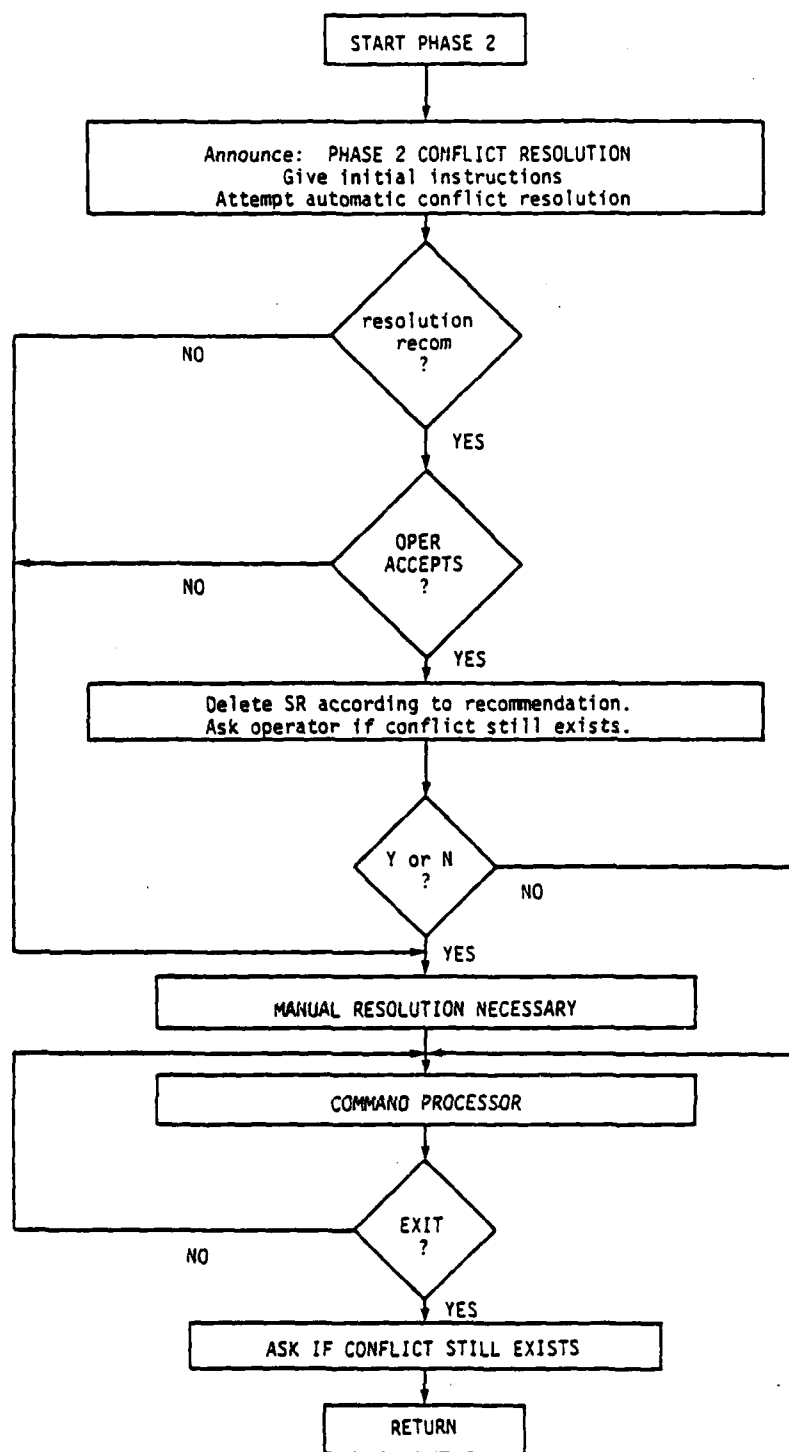 START PHASE 2
Announce: PHASE 2 CONFLICT RESOLUTION
Give initial instructions
Attempt automatic conflict resolution
resolution
recom
?
NO
YES
OPER
ACCEPTS
?
NO
YES
Delete SR according to recommendation.
Ask operator if conflict still exists.
Y or N
?
NO
YES
MANUAL RESOLUTION NECESSARY
COMMAND PROCESSOR
EXIT
?
NO
YES
ASK IF CONFLICT STILL EXISTS
RETURN